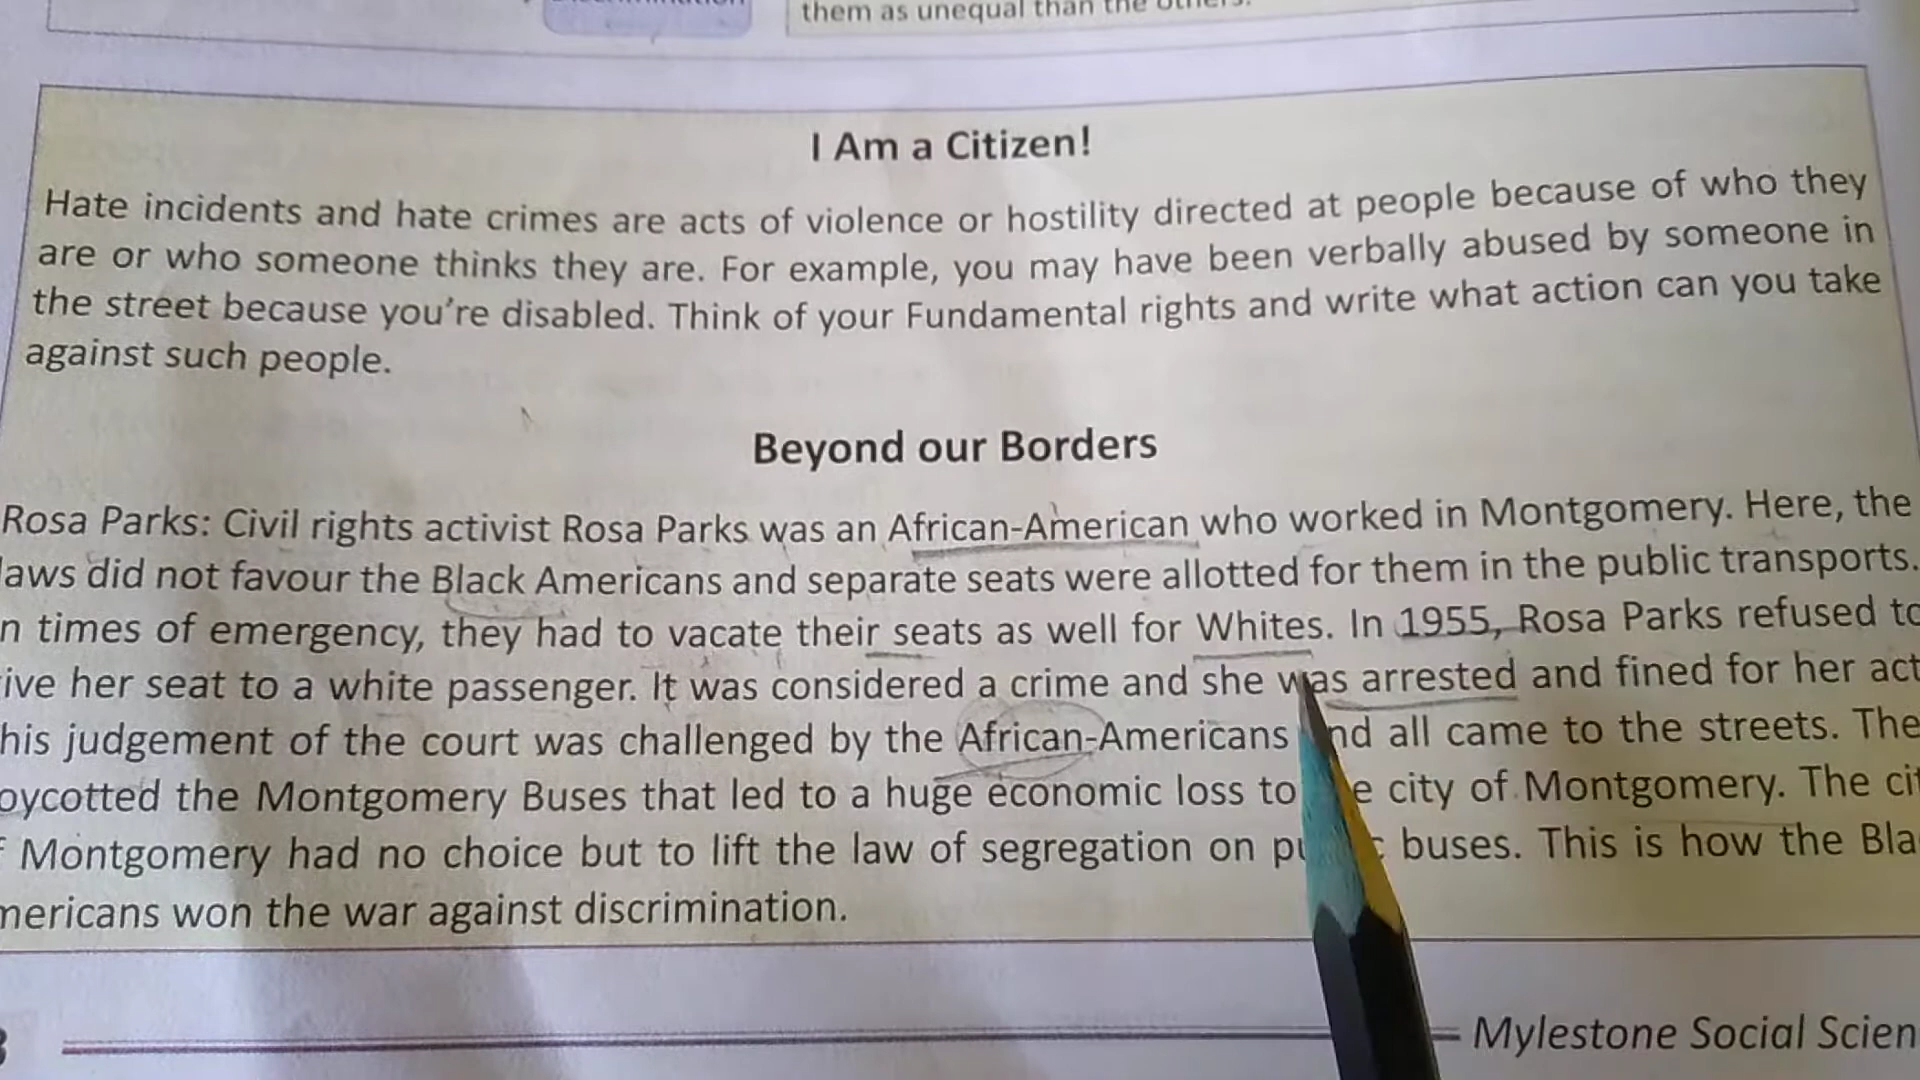 them as unequal than the others.
I Am a Citizen!
Hate incidents and hate crimes are acts of violence or hostility directed at people because of who they
are or who someone thinks they are. For example, you may have been verbally abused by someone in
the street because you're disabled. Think of your Fundamental rights and write what action can you take
against such people.
Beyond our Borders
Rosa Parks: Civil rights activist Rosa Parks was an African-American who worked in Montgomery. Here, the
laws did not favour the Black Americans and separate seats were allotted for them in the public transports.
n times of emergency, they had to vacate their seats as well for Whites. In 1955, Rosa Parks refused to
ive her seat to a white passenger. It was considered a crime and she was arrested and fined for her act
his judgement of the court was challenged by the African-Americans and all came to the streets. The
oycotted the Montgomery Buses that led to a huge economic loss to e city of Montgomery. The cit
Montgomery had no choice but to lift the law of segregation on buses. This is how the Bla
mericans won the war against discrimination.
Mylestone Social Scien